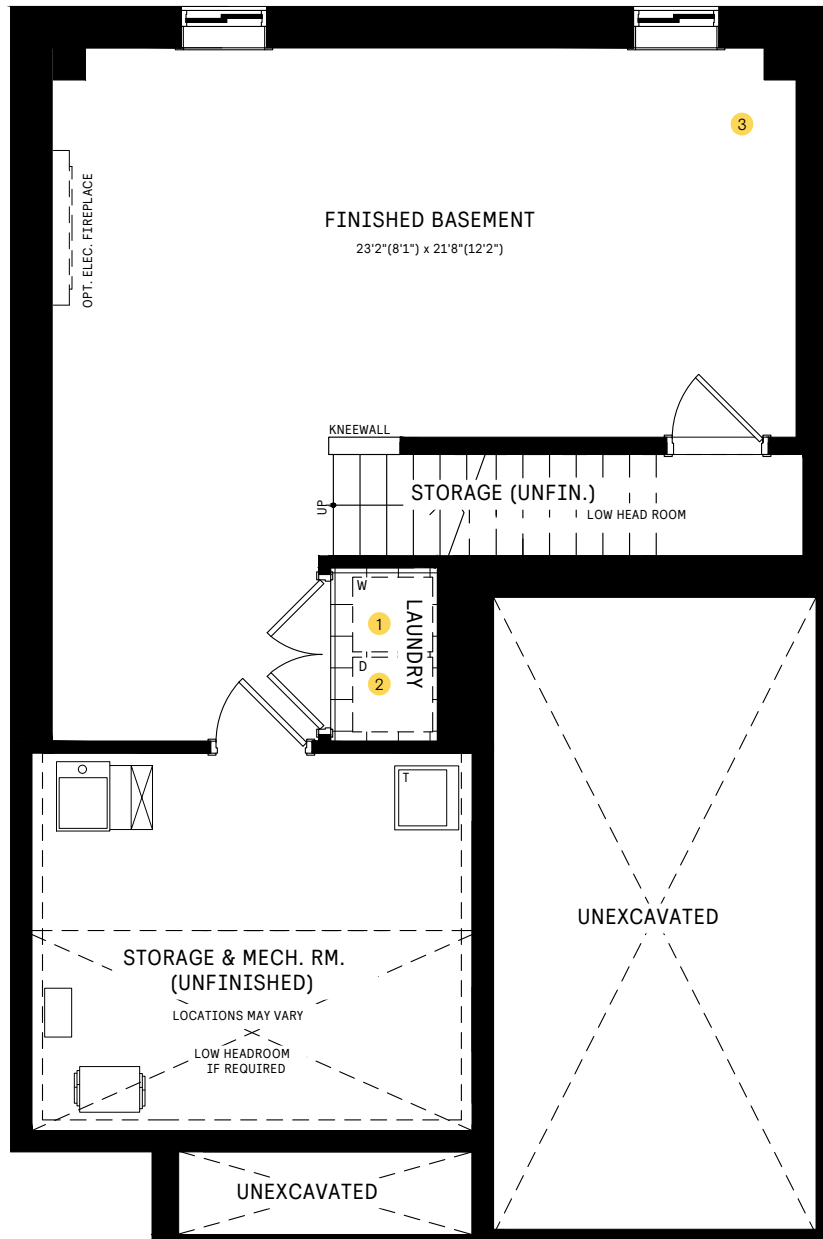 3
FINISHED BASEMENT
23'2"(8'1") x 21'8"(12'2")
OPT. ELEC. FIREPLACE
KNEEWALL
UP
STORAGE (UNFIN.)
LOW HEAD ROOM
W
1
LAUNDRY
D
2
T
UNEXCAVATED
STORAGE & MECH. RM.
(UNFINISHED)
LOCATIONS MAY VARY
LOW HEADROOM
IF REQUIRED
UNEXCAVATED